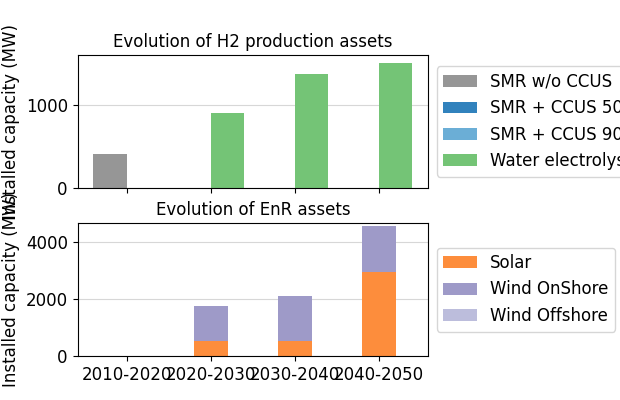 Evolution of H2 production assets
Installed capacity (MW)
1000
0
SMR w/o CCUS
SMR + CCUS 50
SMR + CCUS 90
Water electrolys
Evolution of EnR assets
Installed capacity (MW)
4000
2000
0
2010-2020
2020-2030
2030-2040
2040-2050
Solar
Wind OnShore
Wind Offshore